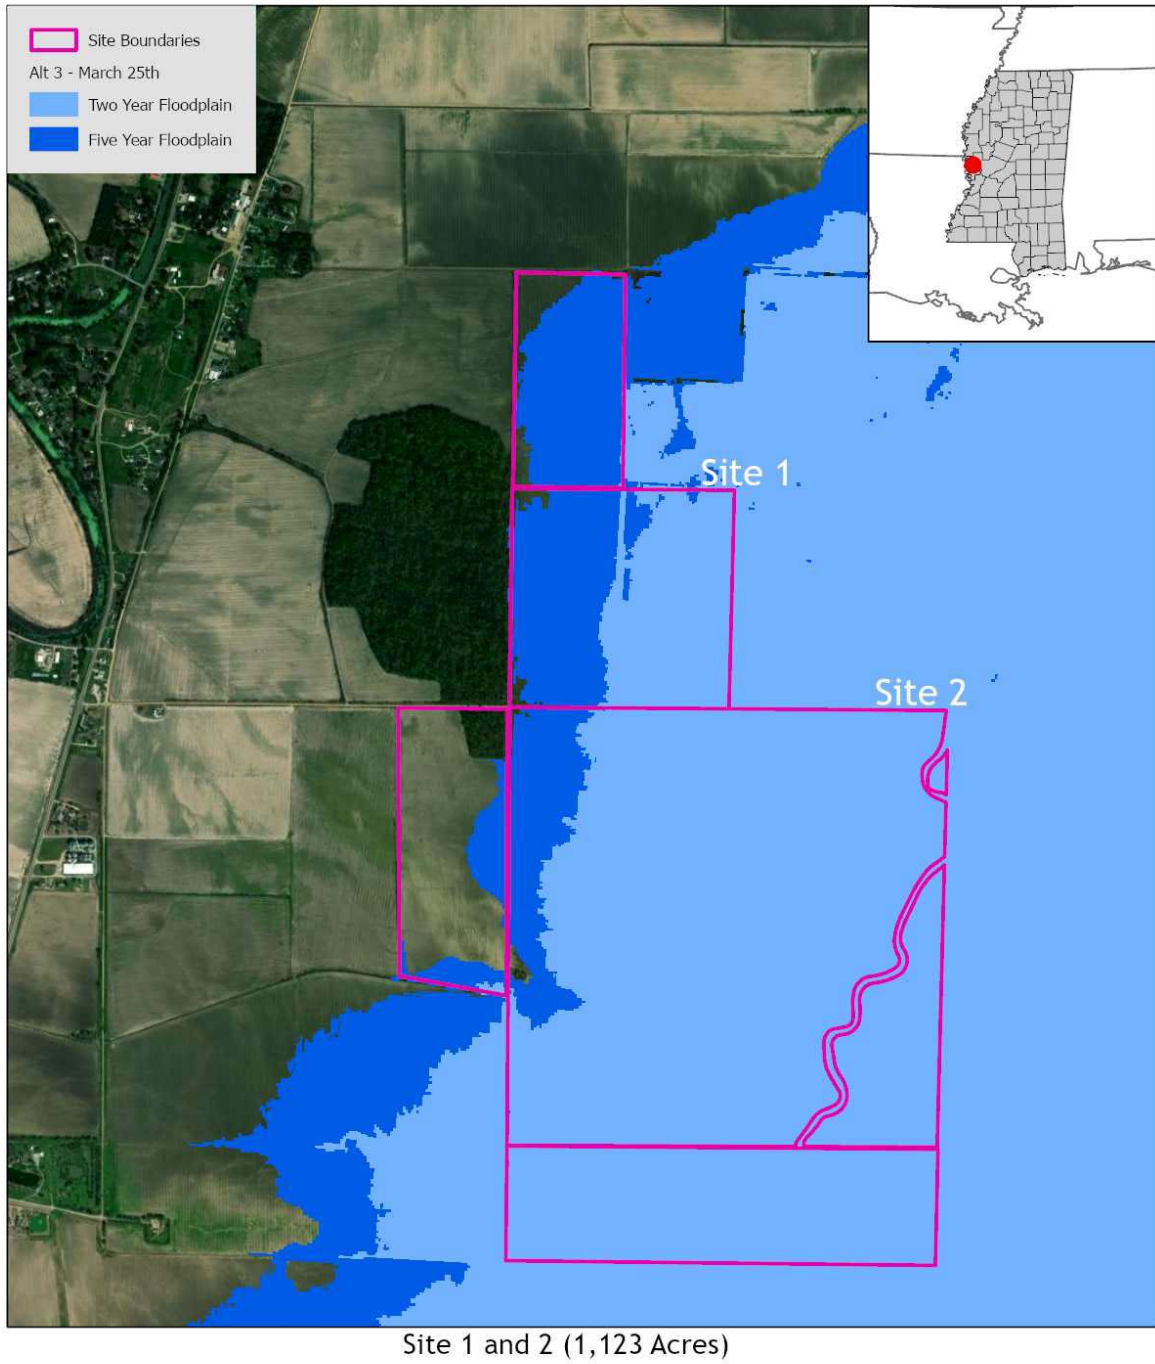 Site Boundaries
Alt 3 - March 25th
Two Year Floodplain
Five Year Floodplain
Site 1
Site 2
Site 1 and 2 (1,123 Acres)